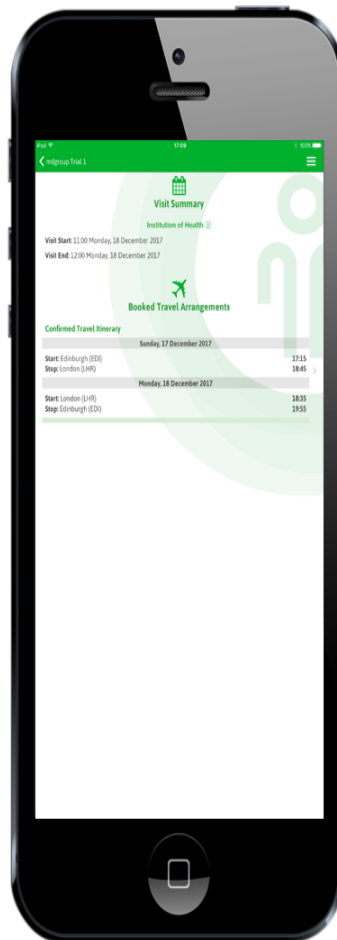 iPad 17:09 100%
mdgroup Trial 1
Visit Summary
Institution of Health
Visit Start: 11:00 Monday, 18 December 2017
Visit End: 12:00 Monday, 18 December 2017
Booked Travel Arrangements
Confirmed Travel Itinerary
Sunday, 17 December 2017
Start: Edinburgh (EDI) 17:15
Stop: London (LHR) 18:45
Monday, 18 December 2017
Start: London (LHR) 18:35
Stop: Edinburgh (EDI) 19:55